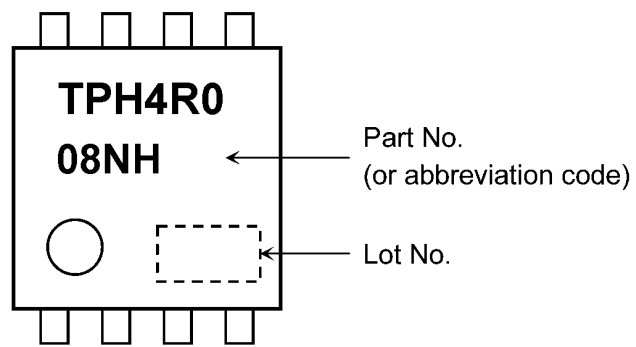 TPH4R0
08NH
Part No.
(or abbreviation code)
Lot No.